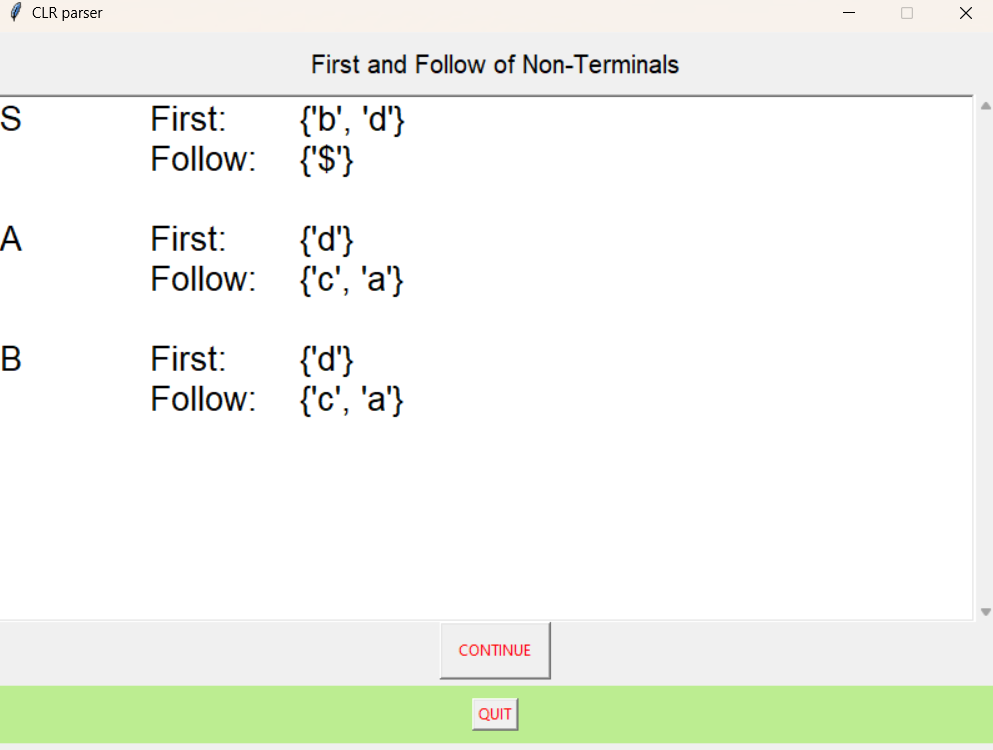 CLR parser
First and Follow of Non-Terminals
S First: {'b', 'd'}
Follow: {'$'}
A First: {'d'}
Follow: {'c', 'a'}
B First: {'d'}
Follow: {'c', 'a'}
CONTINUE
QUIT